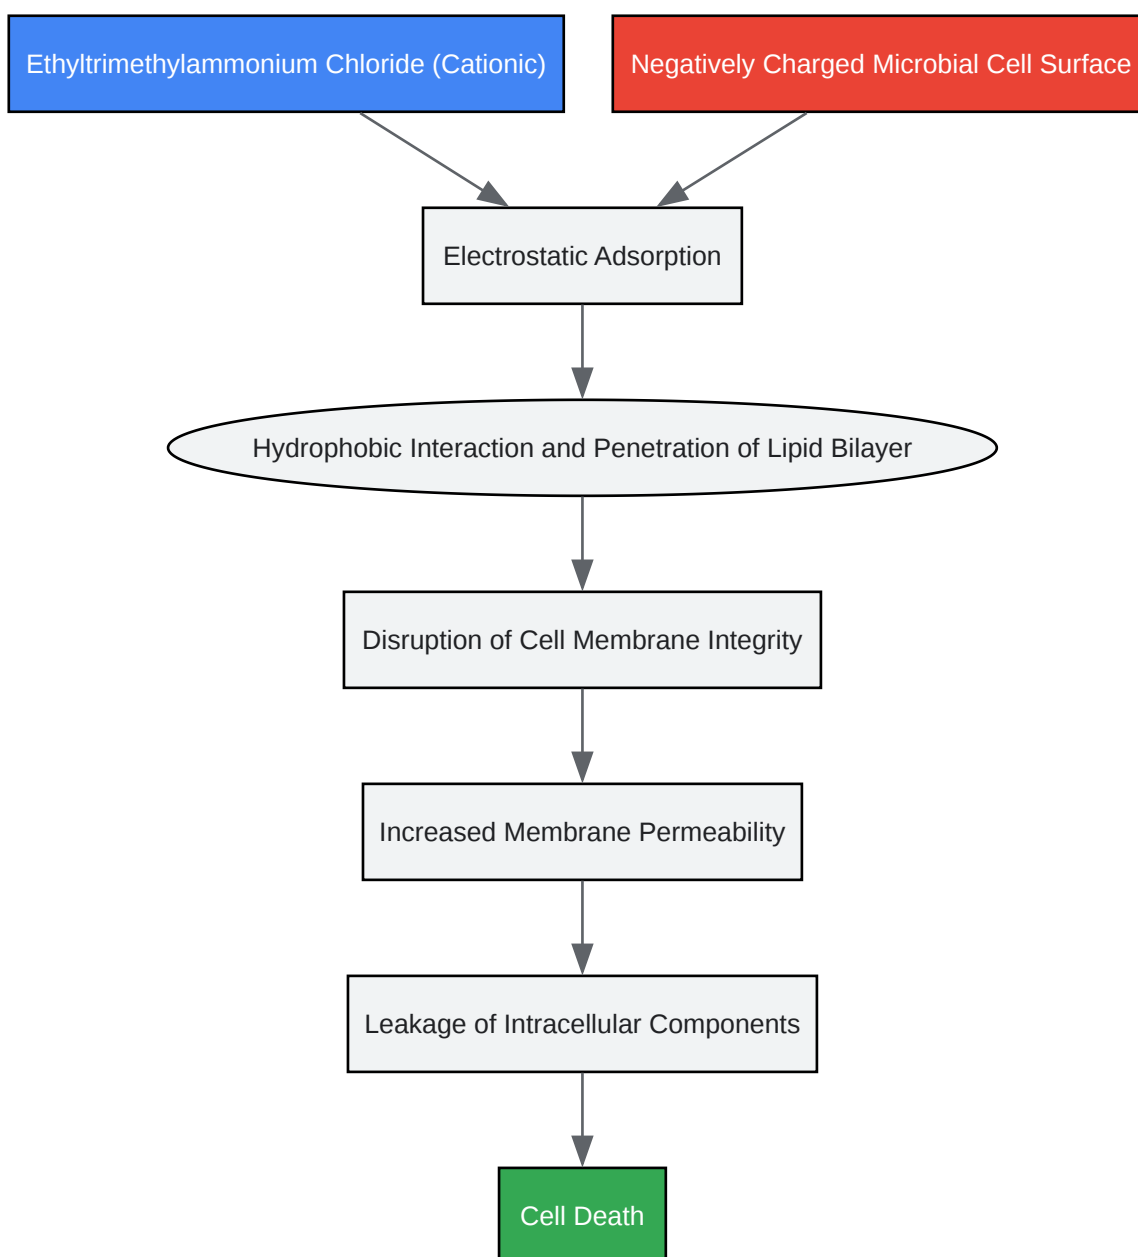 Ethyltrimethylammonium Chloride (Cationic)
Negatively Charged Microbial Cell Surface
Electrostatic Adsorption
Hydrophobic Interaction and Penetration of Lipid Bilayer
Disruption of Cell Membrane Integrity
Increased Membrane Permeability
Leakage of Intracellular Components
Cell Death